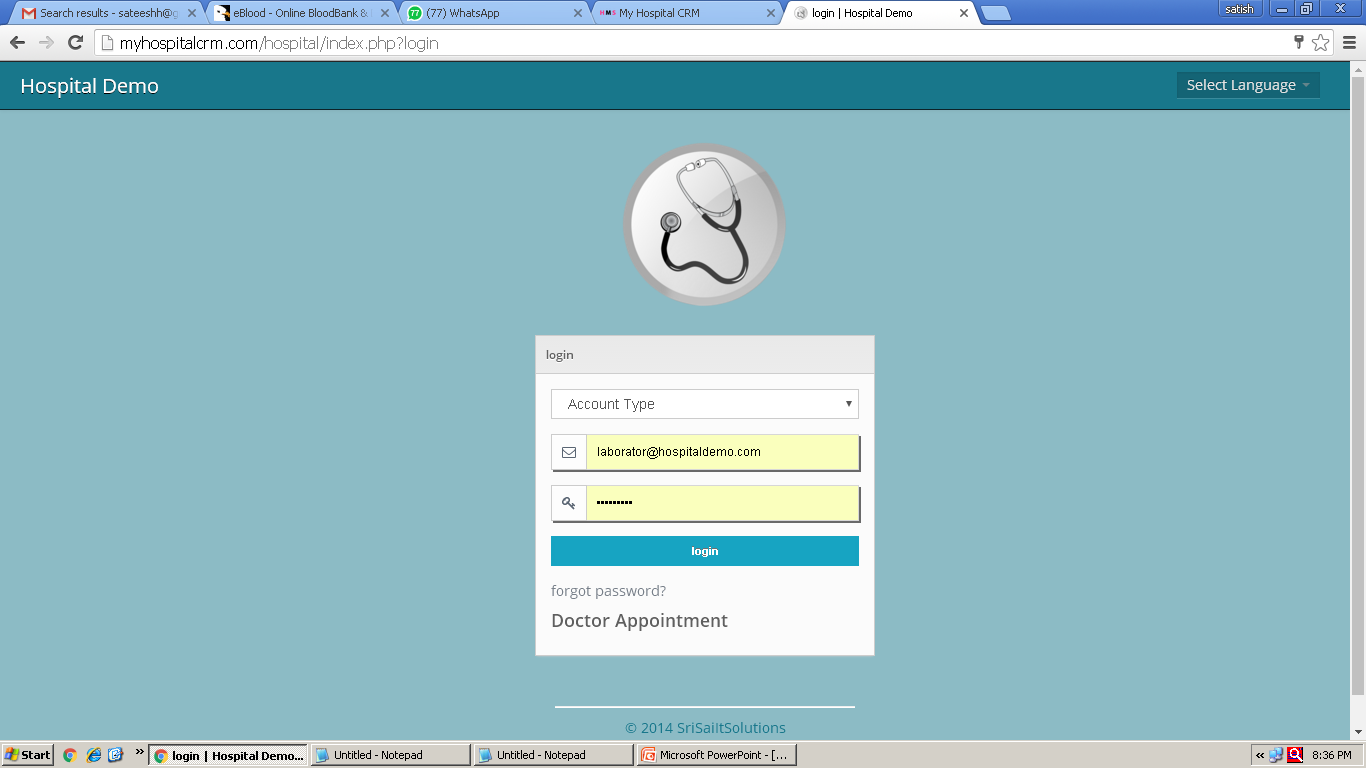 Search results - sateeshh@g
eBlood - Online BloodBank &
(77) WhatsApp
HMS My Hospital CRM
login | Hospital Demo
satish
myhospitalcrm.com/hospital/index.php?login
Hospital Demo
Select Language
login
Account Type
laborator@hospitaldemo.com
•••••••••
login
forgot password?
Doctor Appointment
© 2014 SriSaiItSolutions
Start
login | Hospital Demo...
Untitled - Notepad
Untitled - Notepad
Microsoft PowerPoint - [...
8:36 PM